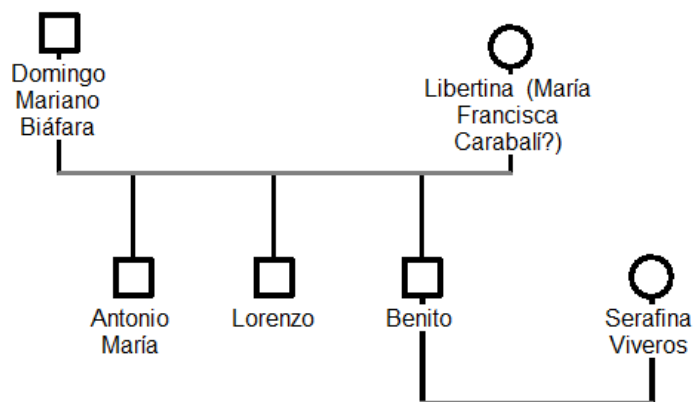 Domingo
Mariano
Biáfara
Libertina (María
Francisca
Carabalí?)
Antonio
María
Lorenzo
Benito
Serafina
Viveros